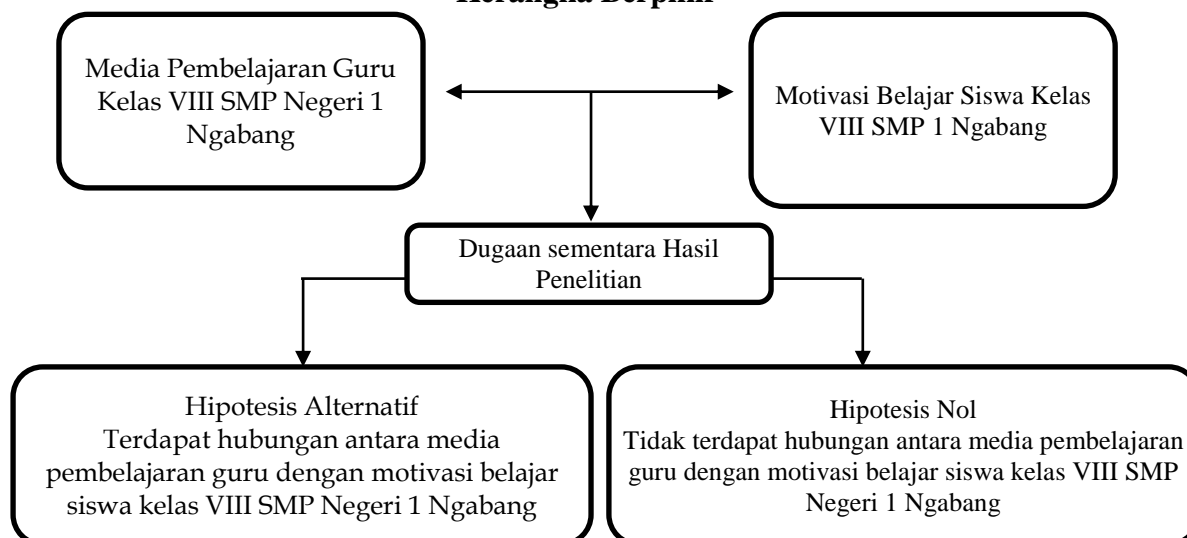 Media Pembelajaran Guru
Kelas VIII SMP Negeri 1
Ngabang
Motivasi Belajar Siswa Kelas
VIII SMP 1 Ngabang
Dugaan sementara Hasil
Penelitian
Hipotesis Alternatif
Terdapat hubungan antara media
pembelajaran guru dengan motivasi belajar
siswa kelas VIII SMP Negeri 1 Ngabang
Hipotesis Nol
Tidak terdapat hubungan antara media pembelajaran
guru dengan motivasi belajar siswa kelas VIII SMP
Negeri 1 Ngabang